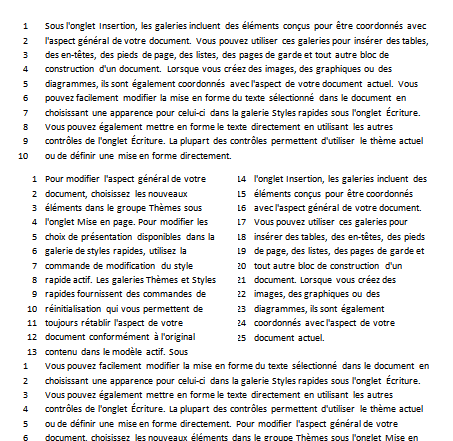 1 Sous l'onglet Insertion, les galeries incluent des éléments conçus pour être coordonnés avec
2 l'aspect général de votre document. Vous pouvez utiliser ces galeries pour insérer des tables,
3 des en-têtes, des pieds de page, des listes, des pages de garde et tout autre bloc de
4 construction d'un document. Lorsque vous créez des images, des graphiques ou des
5 diagrammes, ils sont également coordonnés avec l'aspect de votre document actuel. Vous
6 pouvez facilement modifier la mise en forme du texte sélectionné dans le document en
7 choisissant une apparence pour celui-ci dans la galerie Styles rapides sous l'onglet Écriture.
8 Vous pouvez également mettre en forme le texte directement en utilisant les autres
9 contrôles de l'onglet Écriture. La plupart des contrôles permettent d'utiliser le thème actuel
10 ou de définir une mise en forme directement.
1 Pour modifier l'aspect général de votre
2 document, choisissez les nouveaux
3 éléments dans le groupe Thèmes sous
4 l'onglet Mise en page. Pour modifier les
5 choix de présentation disponibles dans la
6 galerie de styles rapides, utilisez la
7 commande de modification du style
8 rapide actif. Les galeries Thèmes et Styles
9 rapides fournissent des commandes de
10 réinitialisation qui vous permettent de
11 toujours rétablir l'aspect de votre
12 document conformément à l'original
13 contenu dans le modèle actif. Sous
14 l'onglet Insertion, les galeries incluent des
15 éléments conçus pour être coordonnés
16 avec l'aspect général de votre document.
17 Vous pouvez utiliser ces galeries pour
18 insérer des tables, des en-têtes, des pieds
19 de page, des listes, des pages de garde et
20 tout autre bloc de construction d'un
21 document. Lorsque vous créez des
22 images, des graphiques ou des
23 diagrammes, ils sont également
24 coordonnés avec l'aspect de votre
25 document actuel.
1 Vous pouvez facilement modifier la mise en forme du texte sélectionné dans le document en
2 choisissant une apparence pour celui-ci dans la galerie Styles rapides sous l'onglet Écriture.
3 Vous pouvez également mettre en forme le texte directement en utilisant les autres
4 contrôles de l'onglet Écriture. La plupart des contrôles permettent d'utiliser le thème actuel
5 ou de définir une mise en forme directement. Pour modifier l'aspect général de votre
6 document, choisissez les nouveaux éléments dans le groupe Thèmes sous l'onglet Mise en